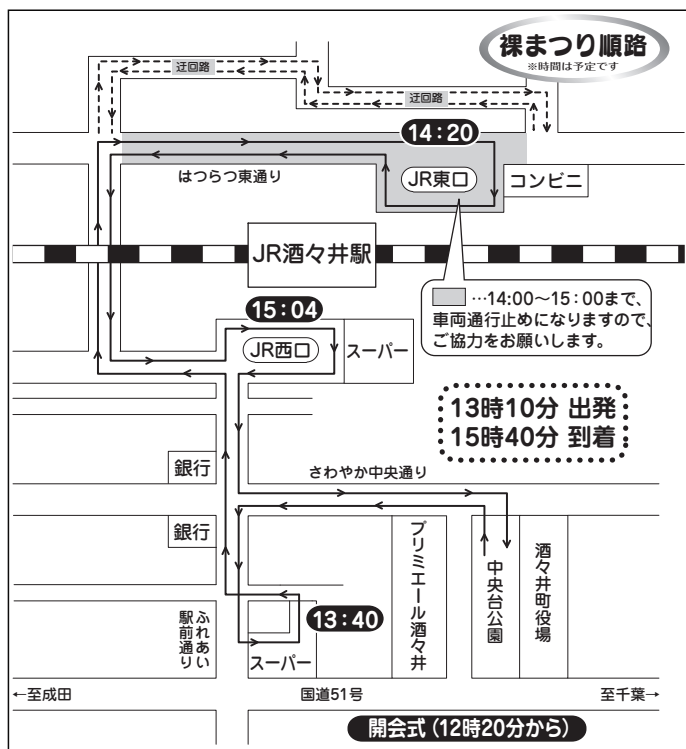 裸まつり順路
※時間は予定です
迂回路
迂回路
14:20
はつらつ東通り
JR東口
コンビニ
JR酒々井駅
…14:00～15:00まで、
車両通行止めになりますので、
ご協力をお願いします。
15:04
JR西口
スーパー
13時10分 出発
15時40分 到着
銀行
さわやか中央通り
銀行
プリミエール酒々井
中央台公園
酒々井町役場
ふれあい
駅前通り
13:40
スーパー
←至成田
国道51号
至千葉→
開会式(12時20分から)